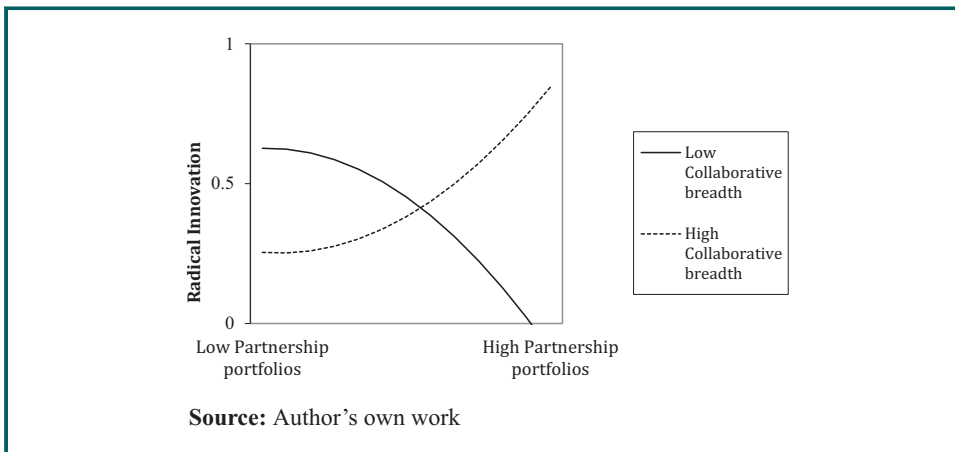 1
0.5
0
Radical Innovation
Low Partnership
portfolios
High Partnership
portfolios
Low
Collaborative
breadth
High
Collaborative
breadth
Source: Author's own work